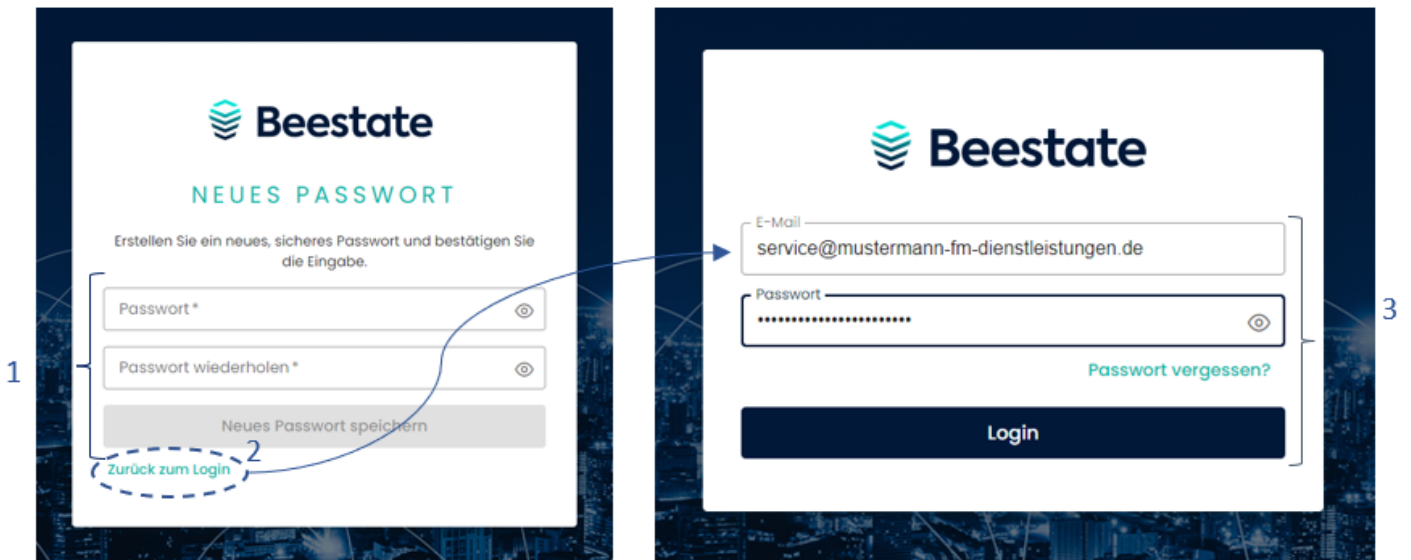 Beestate
NEUES PASSWORT
Erstellen Sie ein neues, sicheres Passwort und bestätigen Sie
die Eingabe.
1
Passwort*
Passwort wiederholen*
Neues Passwort speichern
2
Zurück zum Login
Beestate
E-Mail
service@mustermann-fm-dienstleistungen.de
Passwort
••••••••••••••••••••••
3
Passwort vergessen?
Login